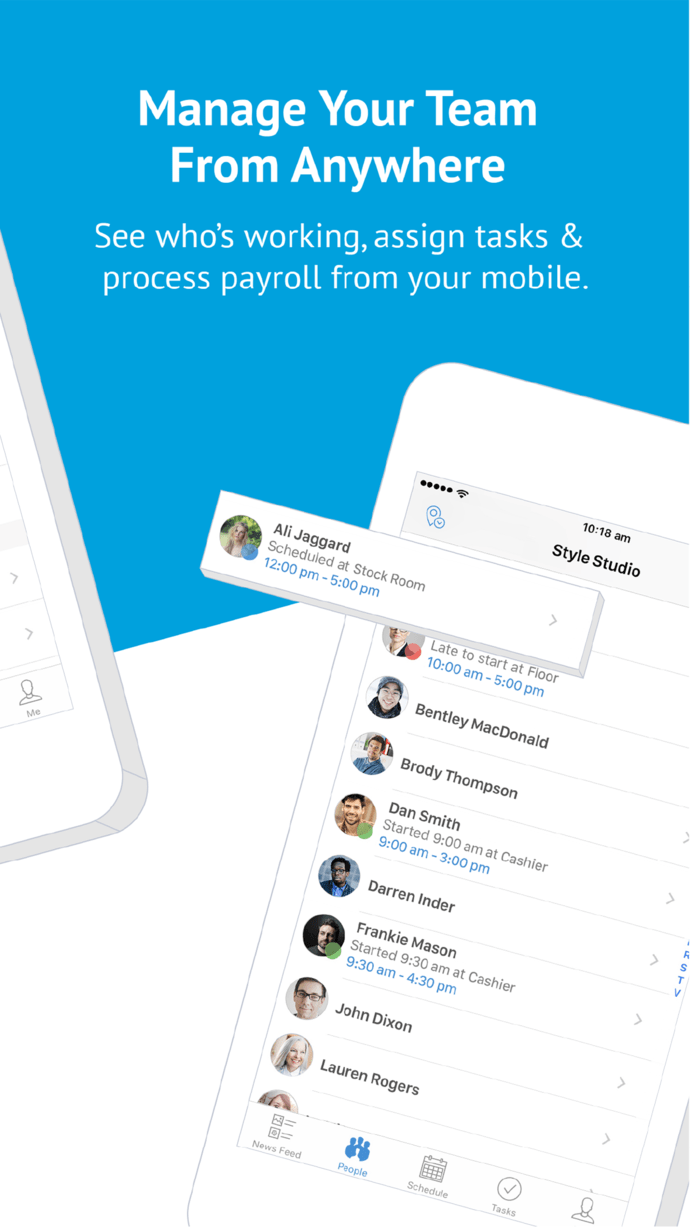 Manage Your Team
From Anywhere
See who's working, assign tasks &
process payroll from your mobile.
10:18 am
Style Studio
Ali Jaggard
Scheduled at Stock Room
12:00 pm - 5:00 pm
Late to start at Floor
10:00 am - 5:00 pm
Bentley MacDonald
Brody Thompson
Dan Smith
Started 9:00 am at Cashier
9:00 am - 3:00 pm
Darren Inder
Frankie Mason
Started 9:30 am at Cashier
9:30 am - 4:30 pm
R
S
T
V
John Dixon
Lauren Rogers
News Feed
People
Schedule
Tasks
Me